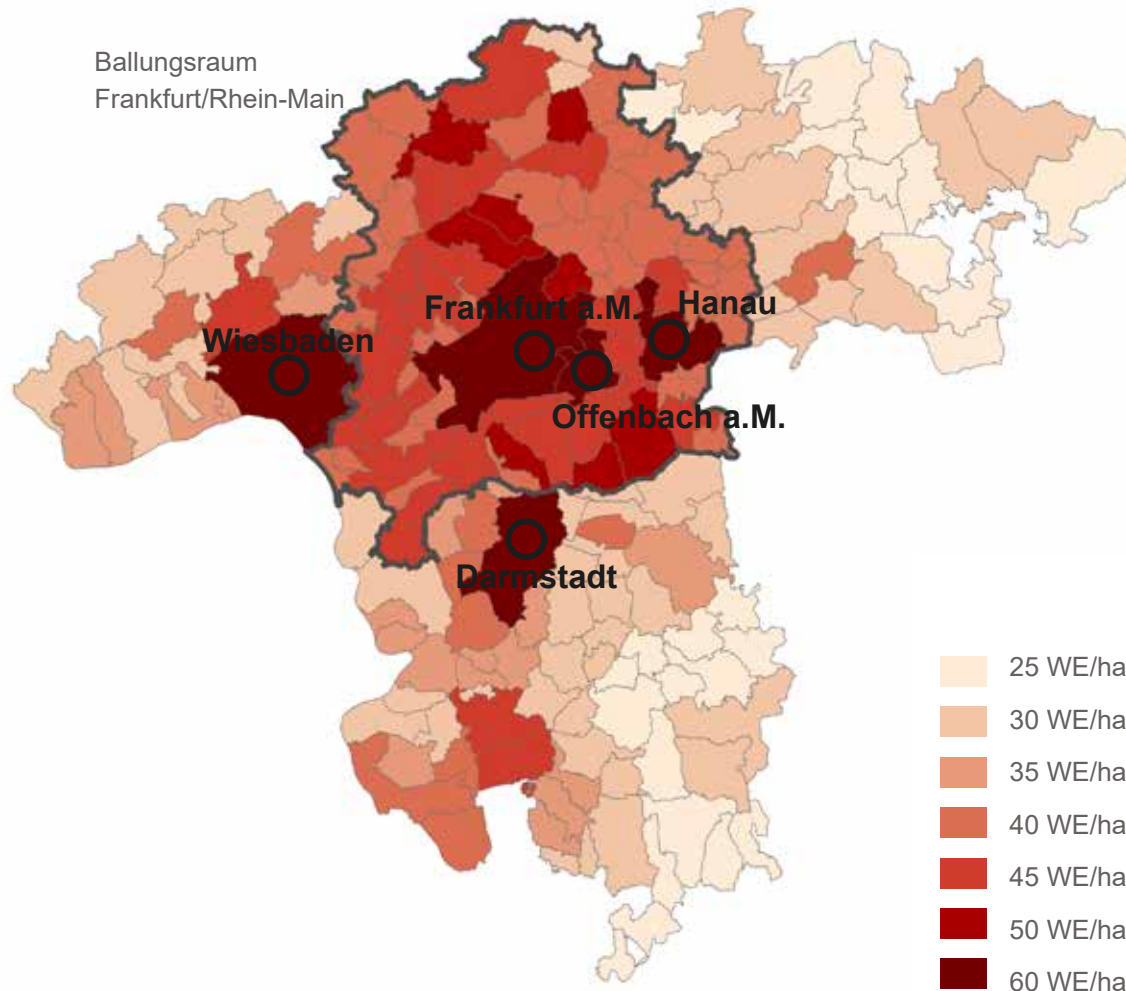 Ballungsraum
Frankfurt/Rhein-Main
Frankfurt a.M.
Hanau
Wiesbaden
Offenbach a.M.
Darmstadt
25 WE/ha
30 WE/ha
35 WE/ha
40 WE/ha
45 WE/ha
50 WE/ha
60 WE/ha